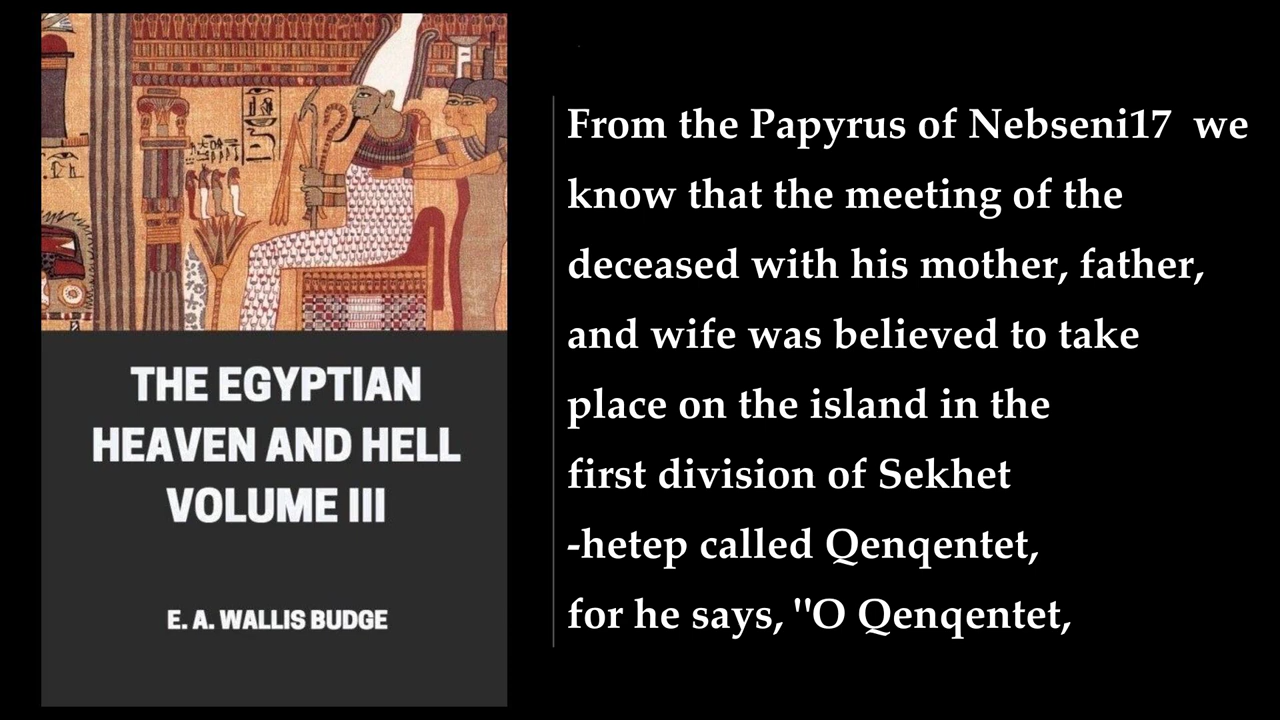 THE EGYPTIAN
HEAVEN AND HELL
VOLUME III
E. A. WALLIS BUDGE
From the Papyrus of Nebseni17 we
know that the meeting of the
deceased with his mother, father,
and wife was believed to take
place on the island in the
first division of Sekhet
-hetep called Qenqentet,
for he says, "O Qenqentet,